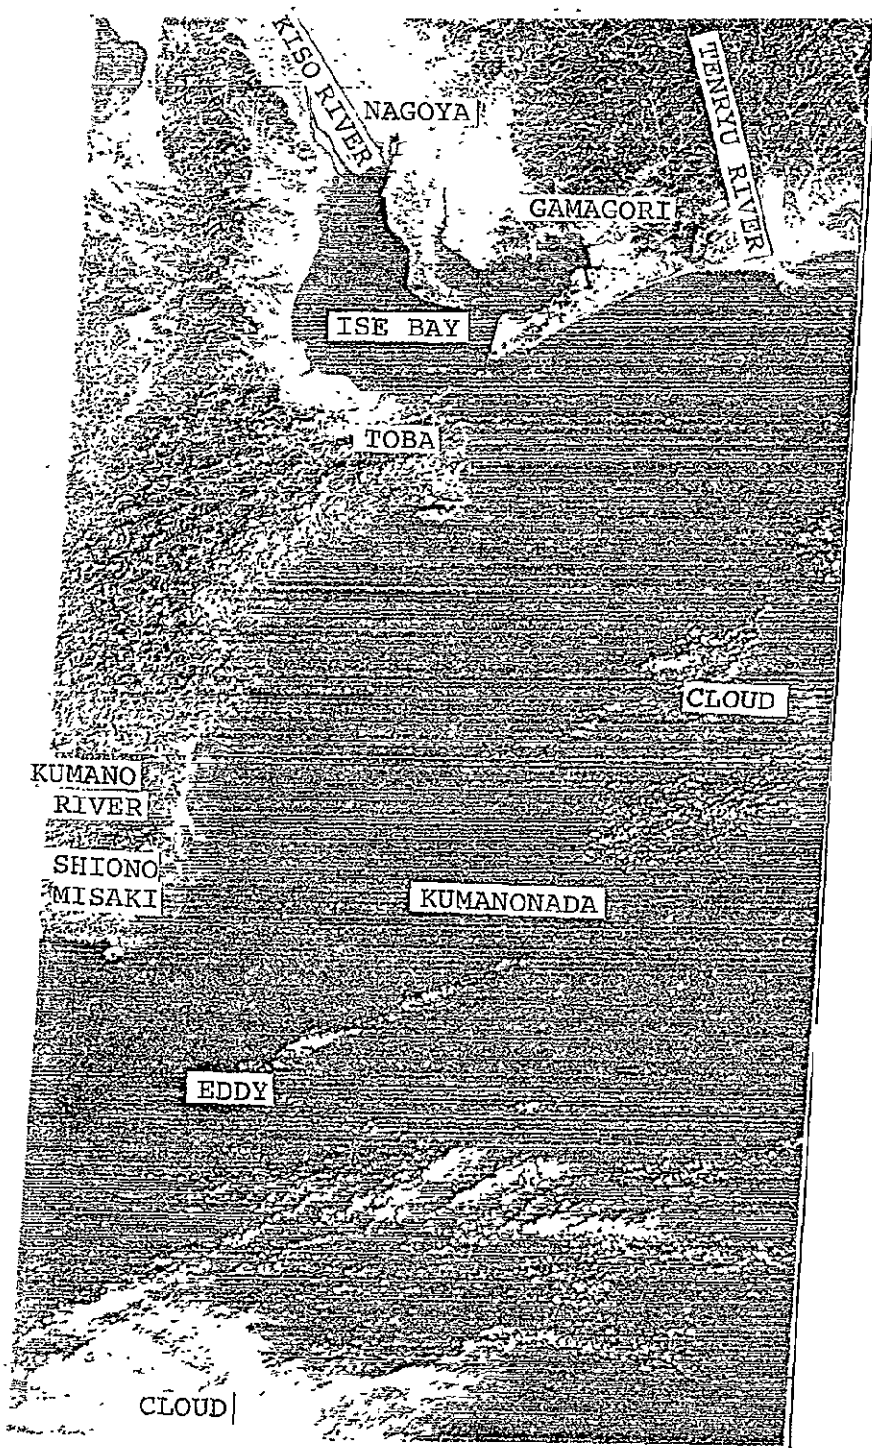 KISO RIVER
TENRYU RIVER
NAGOYA
GAMAGORI
ISE BAY
TOBA
CLOUD
KUMANO
RIVER
SHIONO
MISAKI
KUMANONADA
EDDY
CLOUD